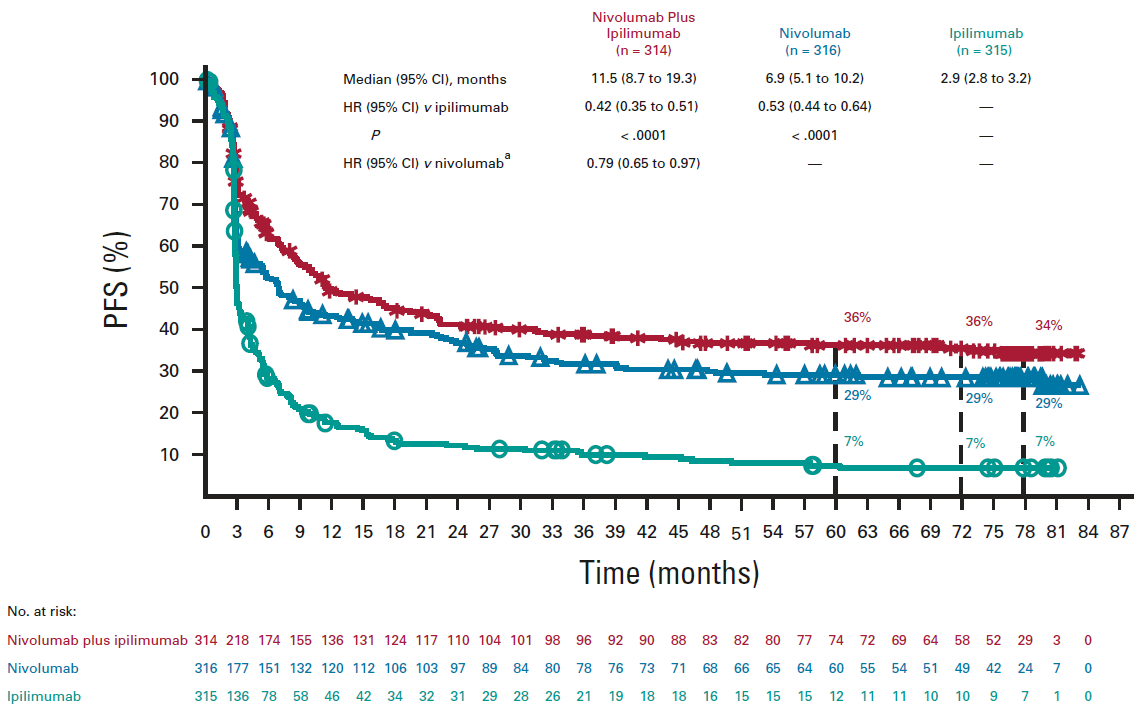 Nivolumab Plus
Ipilimumab
(n = 314)
Nivolumab
(n = 316)
Ipilimumab
(n = 315)
Median (95% CI), months 11.5 (8.7 to 19.3) 6.9 (5.1 to 10.2) 2.9 (2.8 to 3.2)
HR (95% CI) v ipilimumab 0.42 (0.35 to 0.51) 0.53 (0.44 to 0.64) —
P < .0001 < .0001 —
HR (95% CI) v nivolumabᵃ 0.79 (0.65 to 0.97) — —
PFS (%)
100
90
80
70
60
50
40
30
20
10
36% 36% 34%
29% 29% 29%
7% 7% 7%
0 3 6 9 12 15 18 21 24 27 30 33 36 39 42 45 48 51 54 57 60 63 66 69 72 75 78 81 84 87
Time (months)
No. at risk:
Nivolumab plus ipilimumab 314 218 174 155 136 131 124 117 110 104 101 98 96 92 90 88 83 82 80 77 74 72 69 64 58 52 29 3 0
Nivolumab 316 177 151 132 120 112 106 103 97 89 84 80 78 76 73 71 68 66 65 64 60 55 54 51 49 42 24 7 0
Ipilimumab 315 136 78 58 46 42 34 32 31 29 28 26 21 19 18 18 16 15 15 15 12 11 11 10 10 9 7 1 0